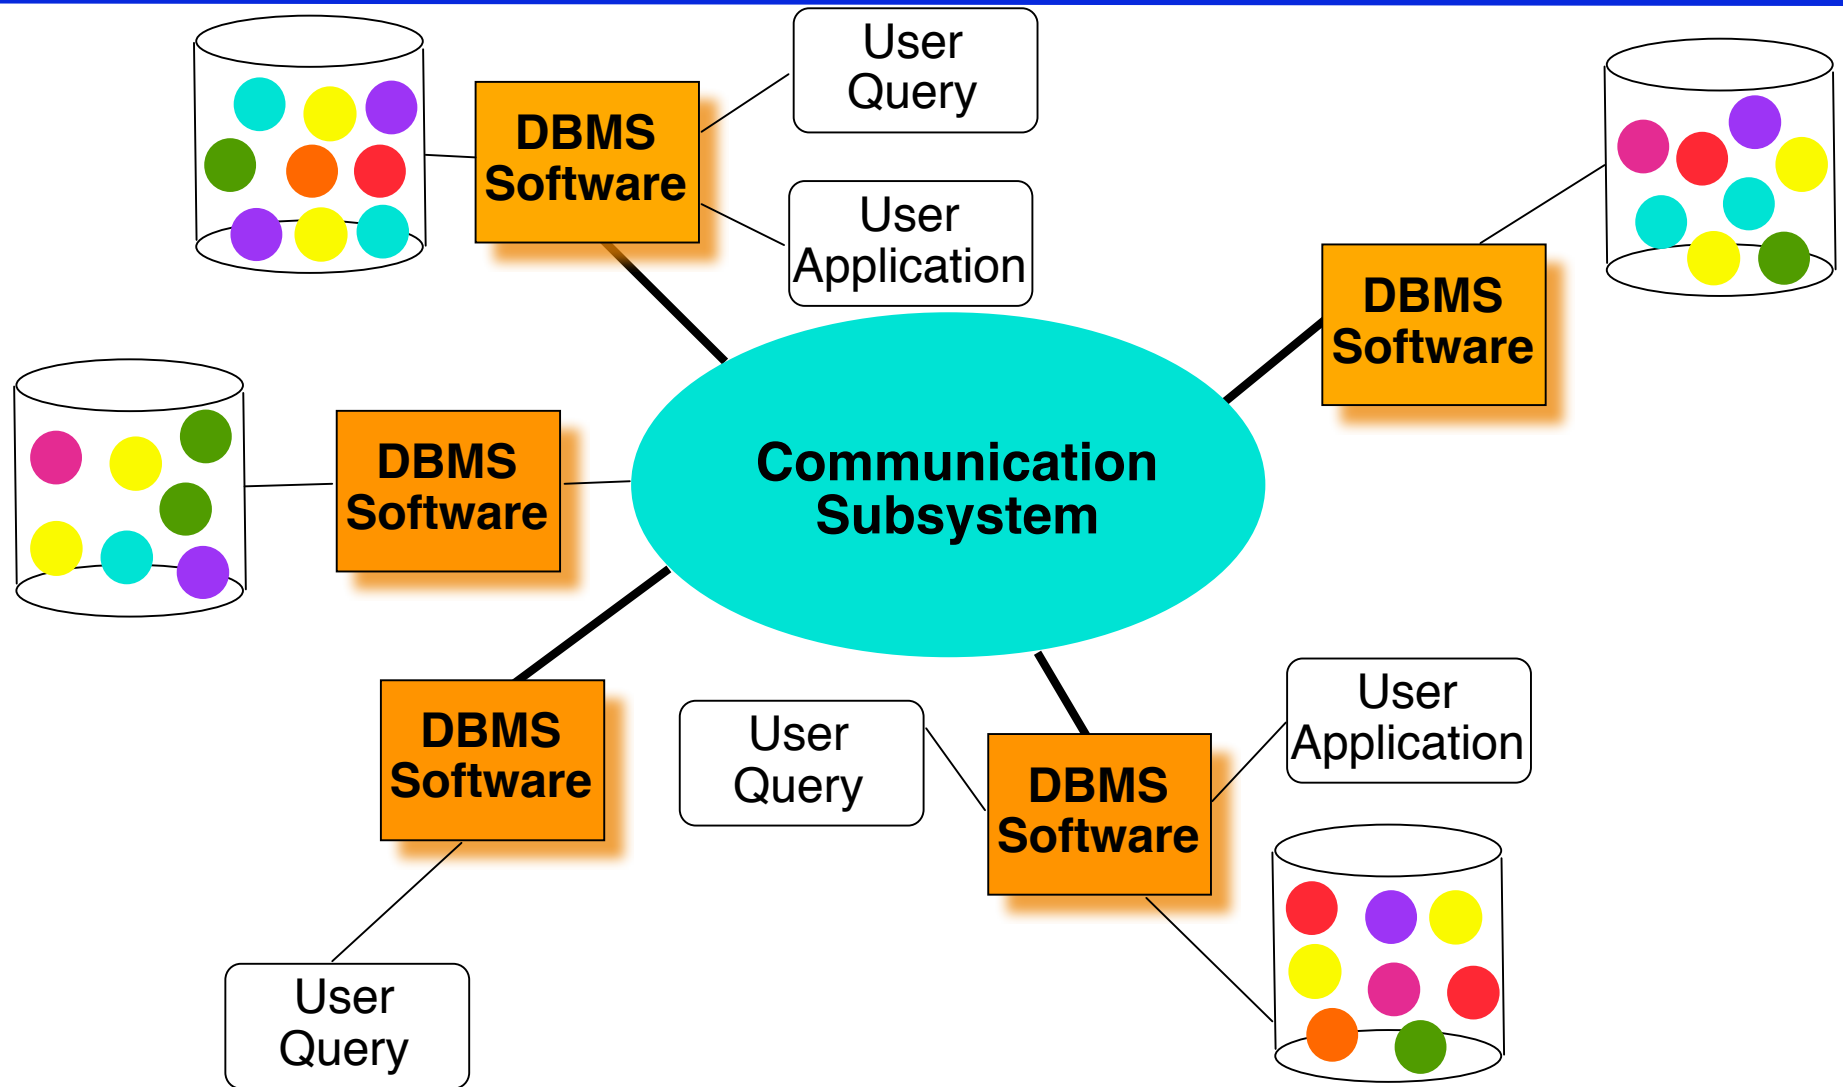 User
Query
DBMS
Software
User
Application
DBMS
Software
DBMS
Software
Communication
Subsystem
DBMS
Software
User
Query
User
Application
DBMS
Software
User
Query